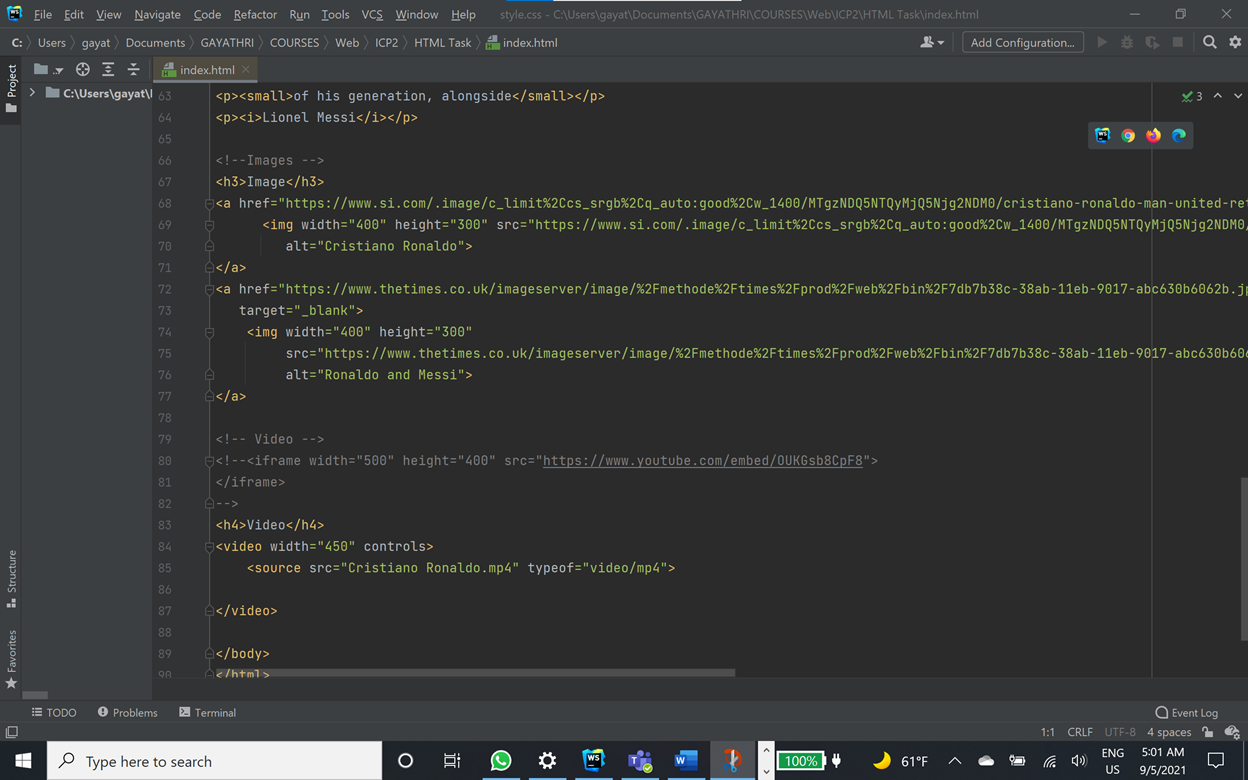 File Edit View Navigate Code Refactor Run Tools VCS Window Help style.css - C:\Users\gayat\Documents\GAYATHRI\COURSES\Web\ICP2\HTML Task\index.html
C: Users gayat Documents GAYATHRI COURSES Web ICP2 HTML Task index.html Add Configuration...
Project
index.html
C:\Users\gayat\
3
63 <p><small>of his generation, alongside</small></p>
64 <p><i>Lionel Messi</i></p>
65
66 <!--Images -->
67 <h3>Image</h3>
68 <a href="https://www.si.com/.image/c_limit%2Ccs_srgb%2Cq_auto:good%2Cw_1400/MTgzNDQ5NTQyMjQ5Njg2NDM0/cristiano-ronaldo-man-united-ret
69 <img width="400" height="300" src="https://www.si.com/.image/c_limit%2Ccs_srgb%2Cq_auto:good%2Cw_1400/MTgzNDQ5NTQyMjQ5Njg2NDM0/
70 alt="Cristiano Ronaldo">
71 </a>
72 <a href="https://www.thetimes.co.uk/imageserver/image/%2Fmethode%2Ftimes%2Fprod%2Fweb%2Fbin%2F7db7b38c-38ab-11eb-9017-abc630b6062b.jp
73 target="_blank">
74 <img width="400" height="300"
75 src="https://www.thetimes.co.uk/imageserver/image/%2Fmethode%2Ftimes%2Fprod%2Fweb%2Fbin%2F7db7b38c-38ab-11eb-9017-abc630b606
76 alt="Ronaldo and Messi">
77 </a>
78
79 <!-- Video -->
80 <!--<iframe width="500" height="400" src="https://www.youtube.com/embed/OUKGsb8CpF8">
81 </iframe>
82 -->
83 <h4>Video</h4>
84 <video width="450" controls>
85 <source src="Cristiano Ronaldo.mp4" typeof="video/mp4">
86
87 </video>
88
89 </body>
90 </html>
Structure
Favorites
TODO Problems Terminal Event Log
1:1 CRLF UTF-8 4 spaces
Type here to search
100%
61°F
ENG
US
5:01 AM
9/5/2021